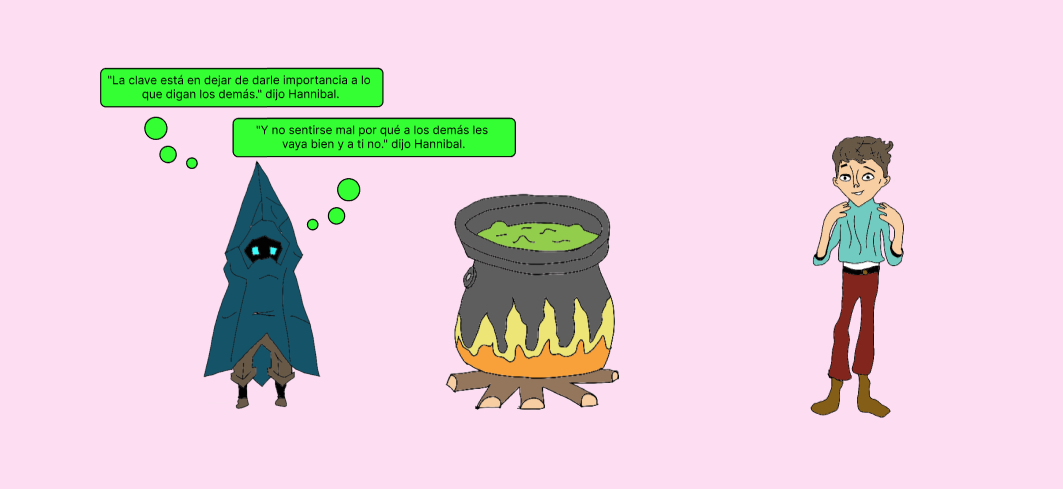 "La clave está en dejar de darle importancia a lo
que digan los demás." dijo Hannibal.
"Y no sentirse mal por qué a los demás les
vaya bien y a ti no." dijo Hannibal.